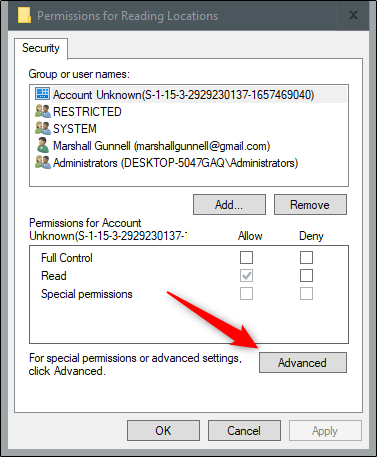 Permissions for Reading Locations
Security
Group or user names:
Account Unknown(S-1-15-3-2929230137-1657469040)
RESTRICTED
SYSTEM
Marshall Gunnell (marshallgunnell@gmail.com)
Administrators (DESKTOP-5047GAQ\Administrators)
Add... Remove
Permissions for Account
Unknown(S-1-15-3-2929230137-1 Allow Deny
Full Control
Read
Special permissions
For special permissions or advanced settings,
click Advanced.
Advanced
OK Cancel Apply